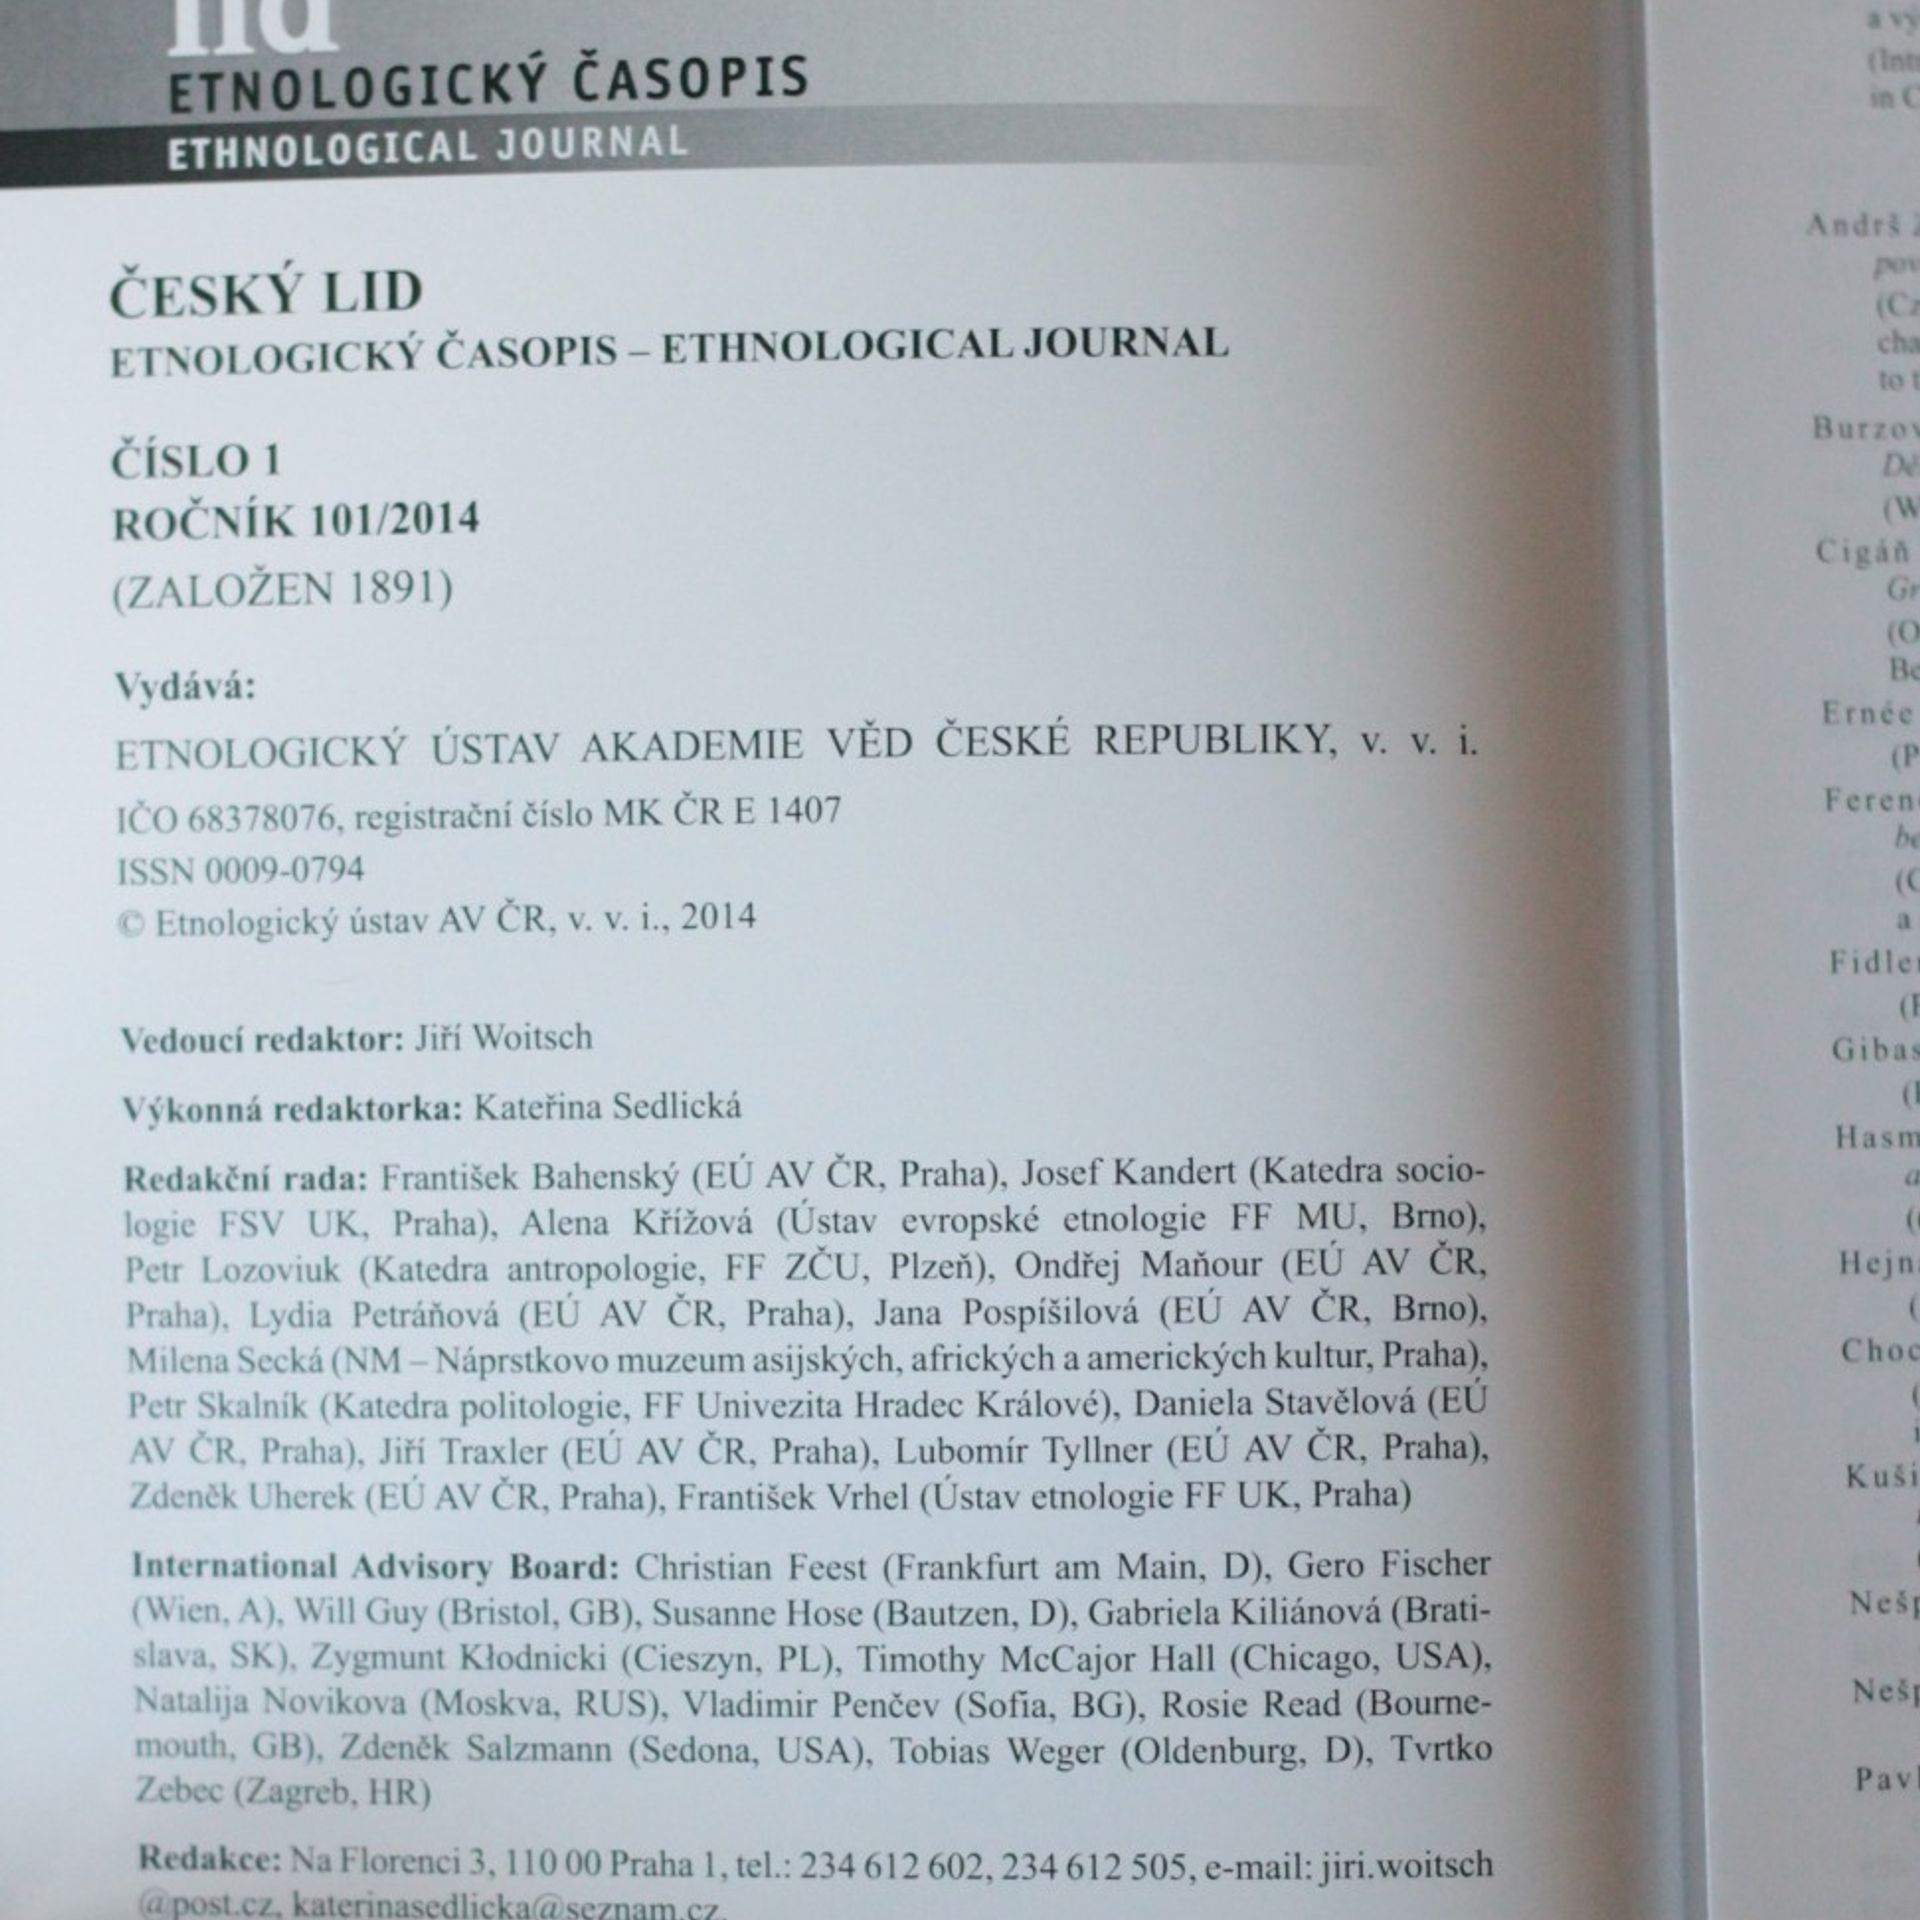 lid
ETNOLOGICKÝ ČASOPIS
ETHNOLOGICAL JOURNAL
ČESKÝ LID
ETNOLOGICKÝ ČASOPIS – ETHNOLOGICAL JOURNAL
ČÍSLO 1
ROČNÍK 101/2014
(ZALOŽEN 1891)
Vydává:
ETNOLOGICKÝ ÚSTAV AKADEMIE VĚD ČESKÉ REPUBLIKY, v. v. i.
IČO 68378076, registrační číslo MK ČR E 1407
ISSN 0009-0794
© Etnologický ústav AV ČR, v. v. i., 2014
Vedoucí redaktor: Jiří Woitsch
Výkonná redaktorka: Kateřina Sedlická
Redakční rada: František Bahenský (EÚ AV ČR, Praha), Josef Kandert (Katedra socio-
logie FSV UK, Praha), Alena Křížová (Ústav evropské etnologie FF MU, Brno),
Petr Lozoviuk (Katedra antropologie, FF ZČU, Plzeň), Ondřej Maňour (EÚ AV ČR,
Praha), Lydia Petráňová (EÚ AV ČR, Praha), Jana Pospíšilová (EÚ AV ČR, Brno),
Milena Secká (NM – Náprstkovo muzeum asijských, afrických a amerických kultur, Praha),
Petr Skalník (Katedra politologie, FF Univezita Hradec Králové), Daniela Stavělová (EÚ
AV ČR, Praha), Jiří Traxler (EÚ AV ČR, Praha), Lubomír Tyllner (EÚ AV ČR, Praha),
Zdeněk Uherek (EÚ AV ČR, Praha), František Vrhel (Ústav etnologie FF UK, Praha)
International Advisory Board: Christian Feest (Frankfurt am Main, D), Gero Fischer
(Wien, A), Will Guy (Bristol, GB), Susanne Hose (Bautzen, D), Gabriela Kiliánová (Brati-
slava, SK), Zygmunt Kłodnicki (Cieszyn, PL), Timothy McCajor Hall (Chicago, USA),
Natalija Novikova (Moskva, RUS), Vladimir Penčev (Sofia, BG), Rosie Read (Bourne-
mouth, GB), Zdeněk Salzmann (Sedona, USA), Tobias Weger (Oldenburg, D), Tvrtko
Zebec (Zagreb, HR)
Redakce: Na Florenci 3, 110 00 Praha 1, tel.: 234 612 602, 234 612 505, e-mail: jiri.woitsch
@post.cz, katerinasedlicka@seznam.cz
in
Andrš
to
Cigáň
Ernée
a